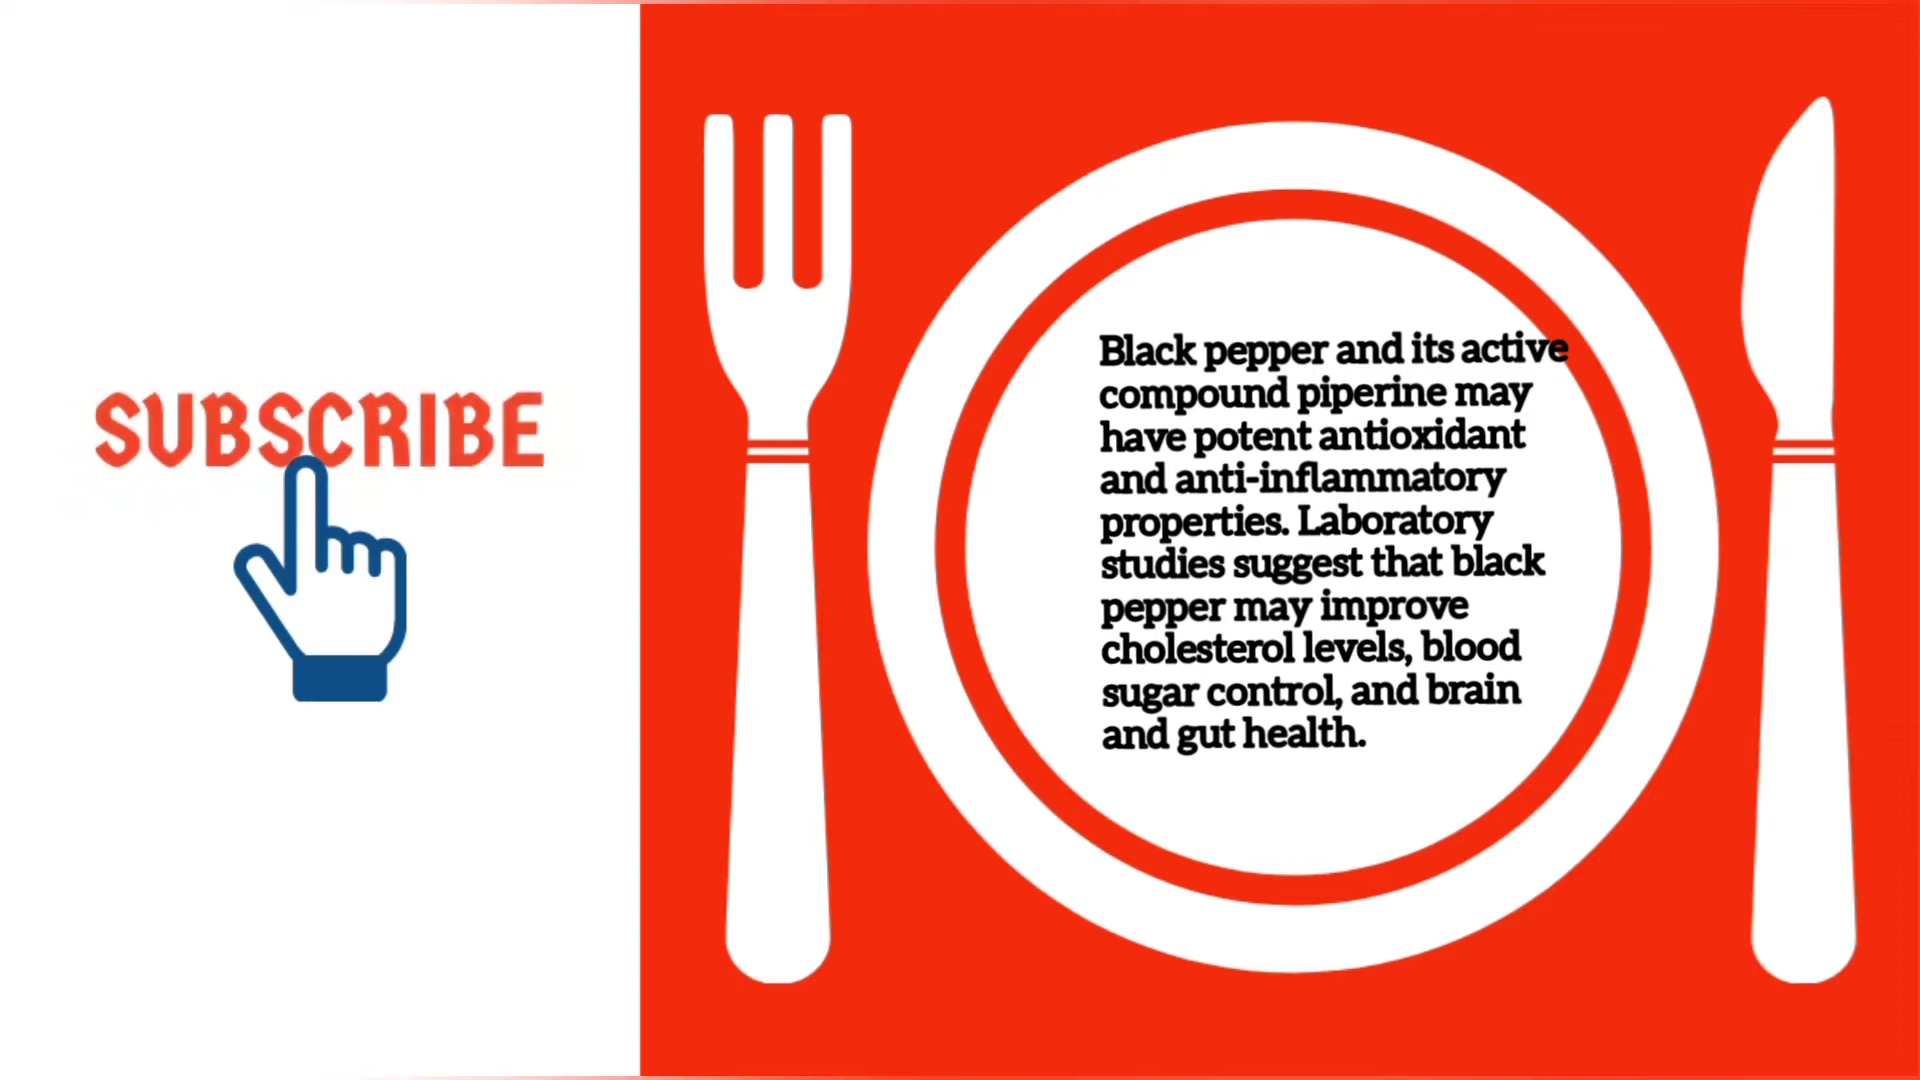 SUBSCRIBE
Black pepper and its active
compound piperine may
have potent antioxidant
and anti-inflammatory
properties. Laboratory
studies suggest that black
pepper may improve
cholesterol levels, blood
sugar control, and brain
and gut health.